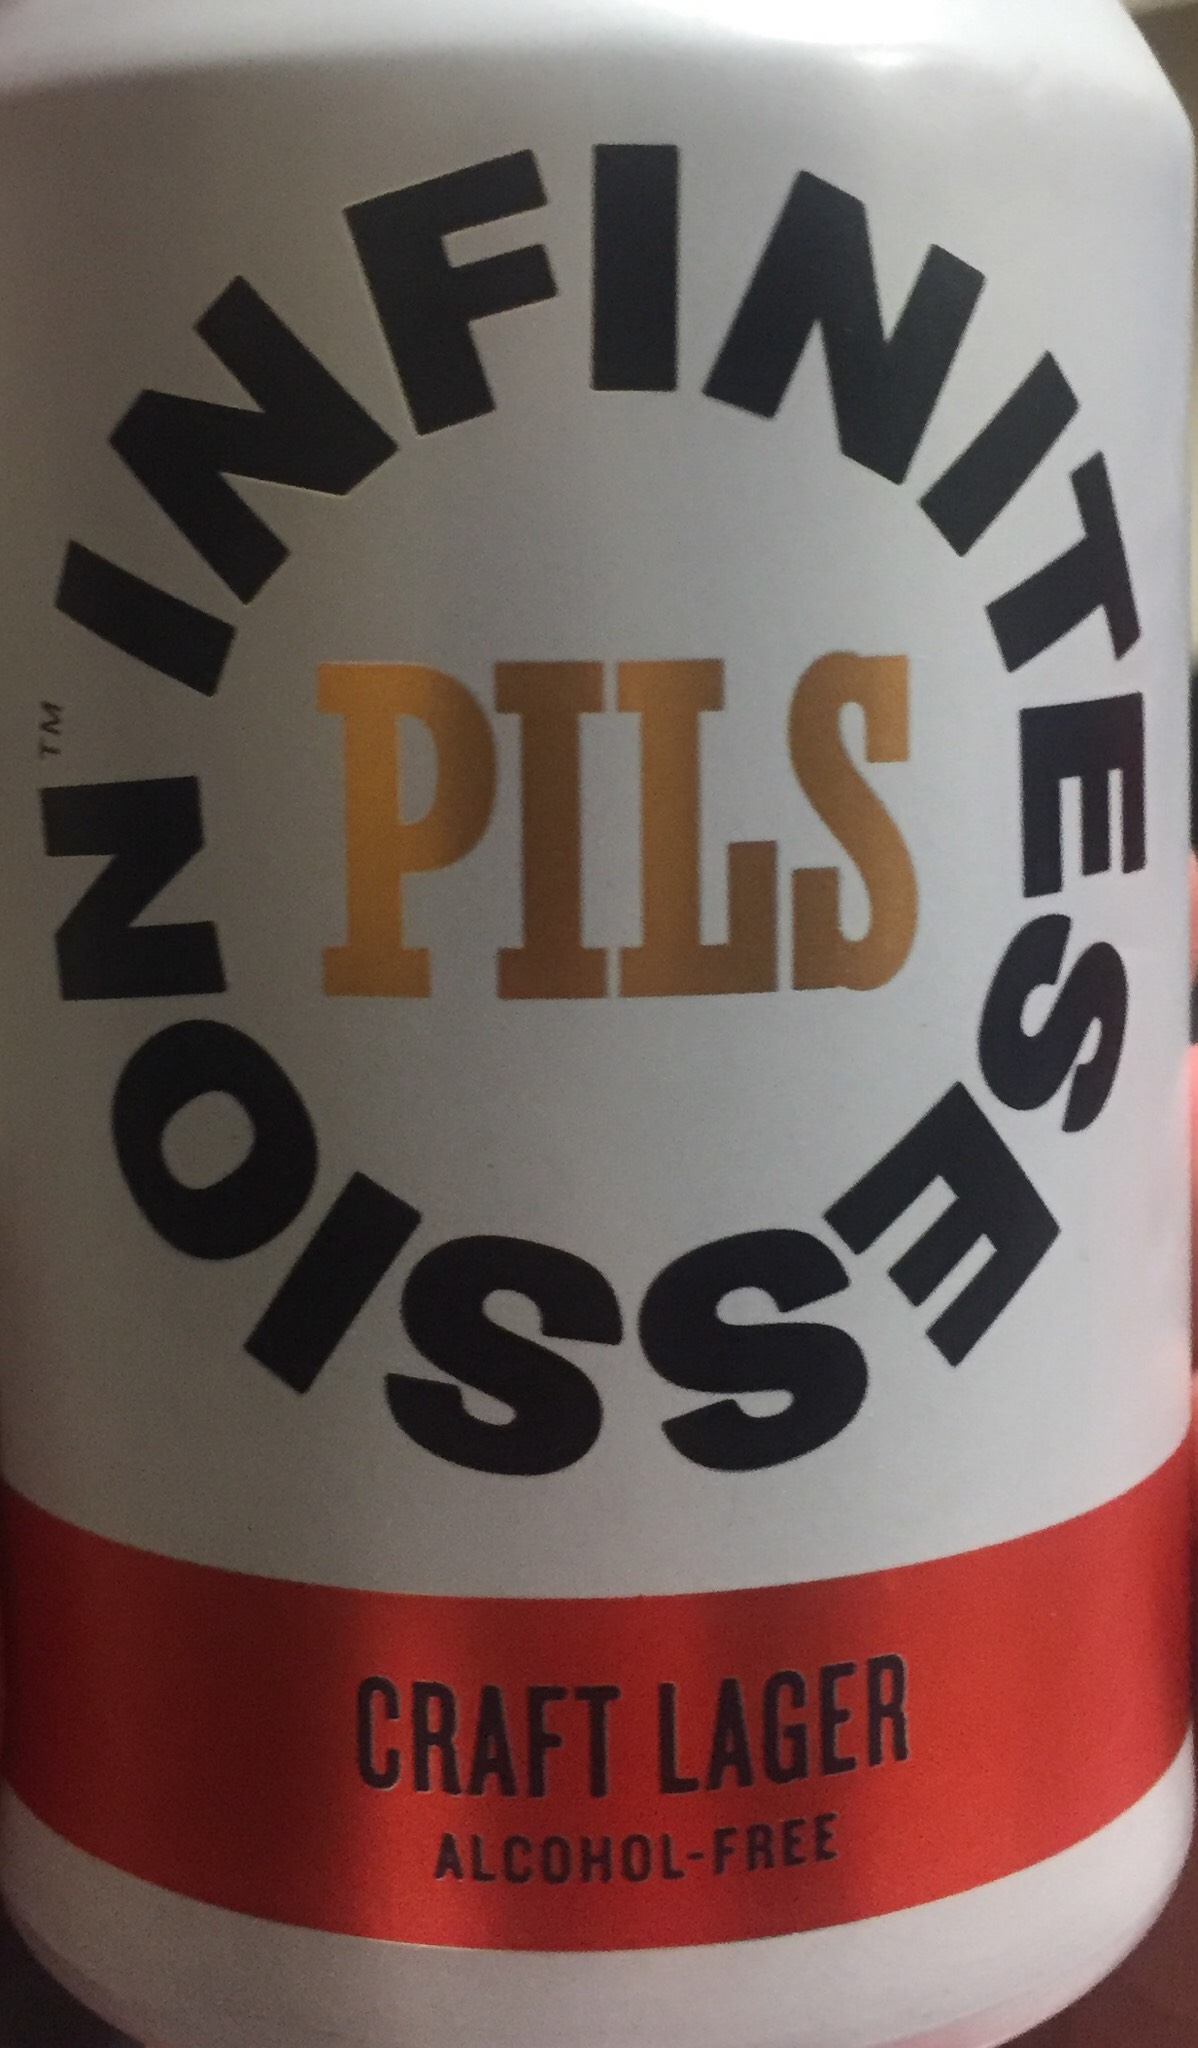 INFINITE SESSION
TM
PILS
CRAFT LAGER
ALCOHOL-FREE